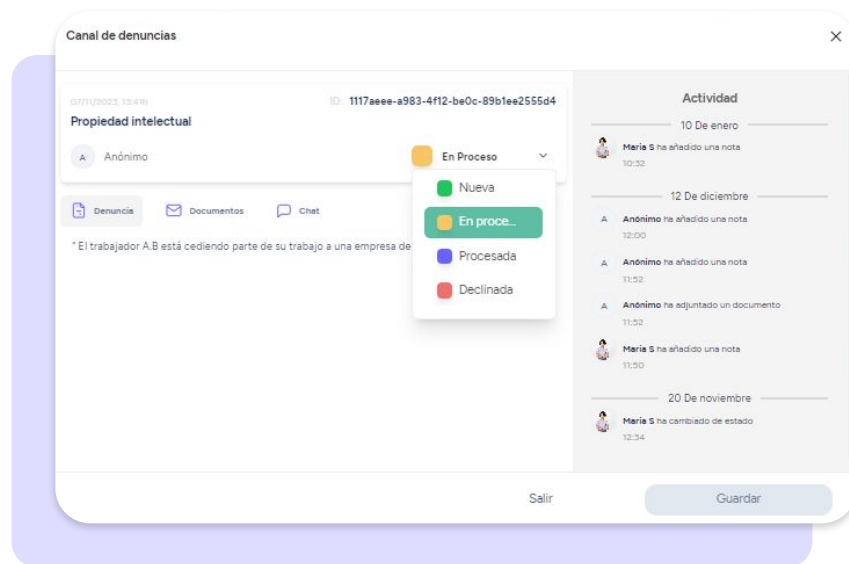 Canal de denuncias
07/11/2023, 13:41h
ID: 1117aeee-a983-4f12-be0c-89b1ee2555d4
Propiedad intelectual
A Anónimo
En Proceso
Nueva
En proce...
Procesada
Declinada
Denuncia
Documentos
Chat
" El trabajador A.B está cediendo parte de su trabajo a una empresa de
Actividad
10 De enero
Maria S ha añadido una nota
10:32
12 De diciembre
A Anónimo ha añadido una nota
12:00
A Anónimo ha añadido una nota
11:52
A Anónimo ha adjuntado un documento
11:52
Maria S ha añadido una nota
11:50
20 De noviembre
Maria S ha cambiado de estado
12:34
Salir
Guardar